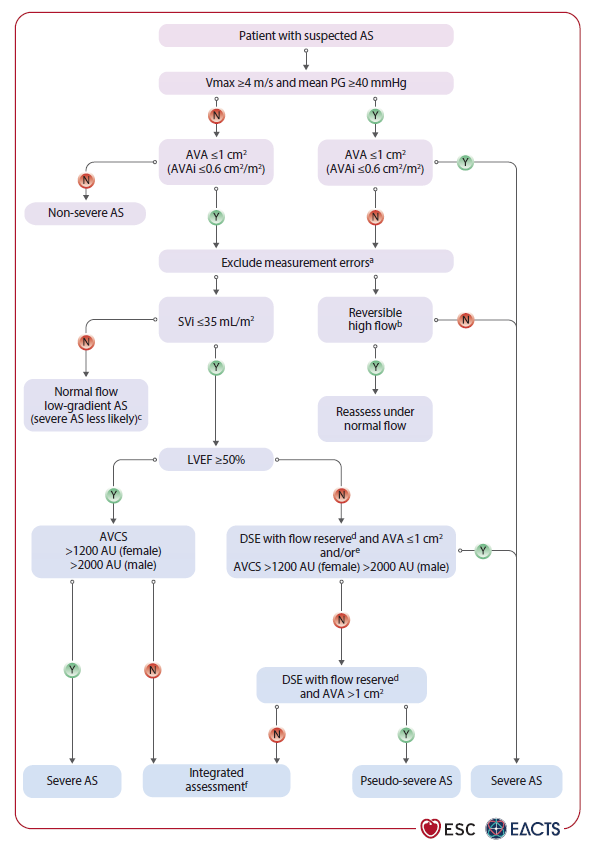 Patient with suspected AS
Vmax ≥4 m/s and mean PG ≥40 mmHg
N
Y
AVA ≤1 cm²
(AVAi ≤0.6 cm²/m²)
AVA ≤1 cm²
(AVAi ≤0.6 cm²/m²)
Y
N
Non-severe AS
Y
N
Exclude measurement errorsᵃ
SVi ≤35 mL/m²
Reversible
high flowᵇ
N
N
Y
Y
Normal flow
low-gradient AS
(severe AS less likely)ᶜ
Reassess under
normal flow
LVEF ≥50%
Y
N
AVCS
>1200 AU (female)
>2000 AU (male)
DSE with flow reserveᵈ and AVA ≤1 cm²
and/orᵉ
AVCS >1200 AU (female) >2000 AU (male)
Y
N
Y
N
DSE with flow reserveᵈ
and AVA >1 cm²
N
Y
Severe AS
Integrated
assessmentᶠ
Pseudo-severe AS
Severe AS
ESC
EACTS